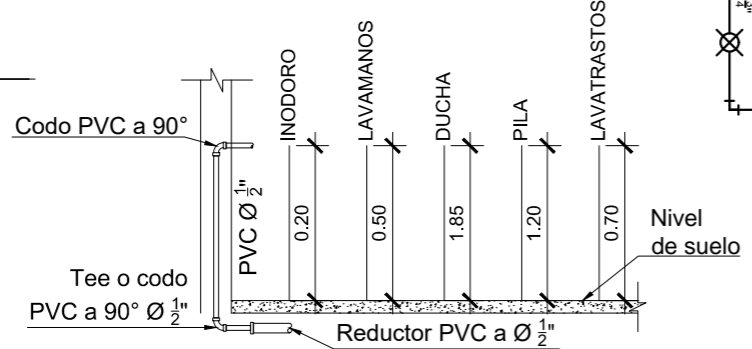 Codo PVC a 90°
PVC Ø 1/2"
INODORO
0.20
LAVAMANOS
0.50
DUCHA
1.85
PILA
1.20
LAVATRASTOS
0.70
Nivel
de suelo
Tee o codo
PVC a 90° Ø 1/2"
Reductor PVC a Ø 1/2"